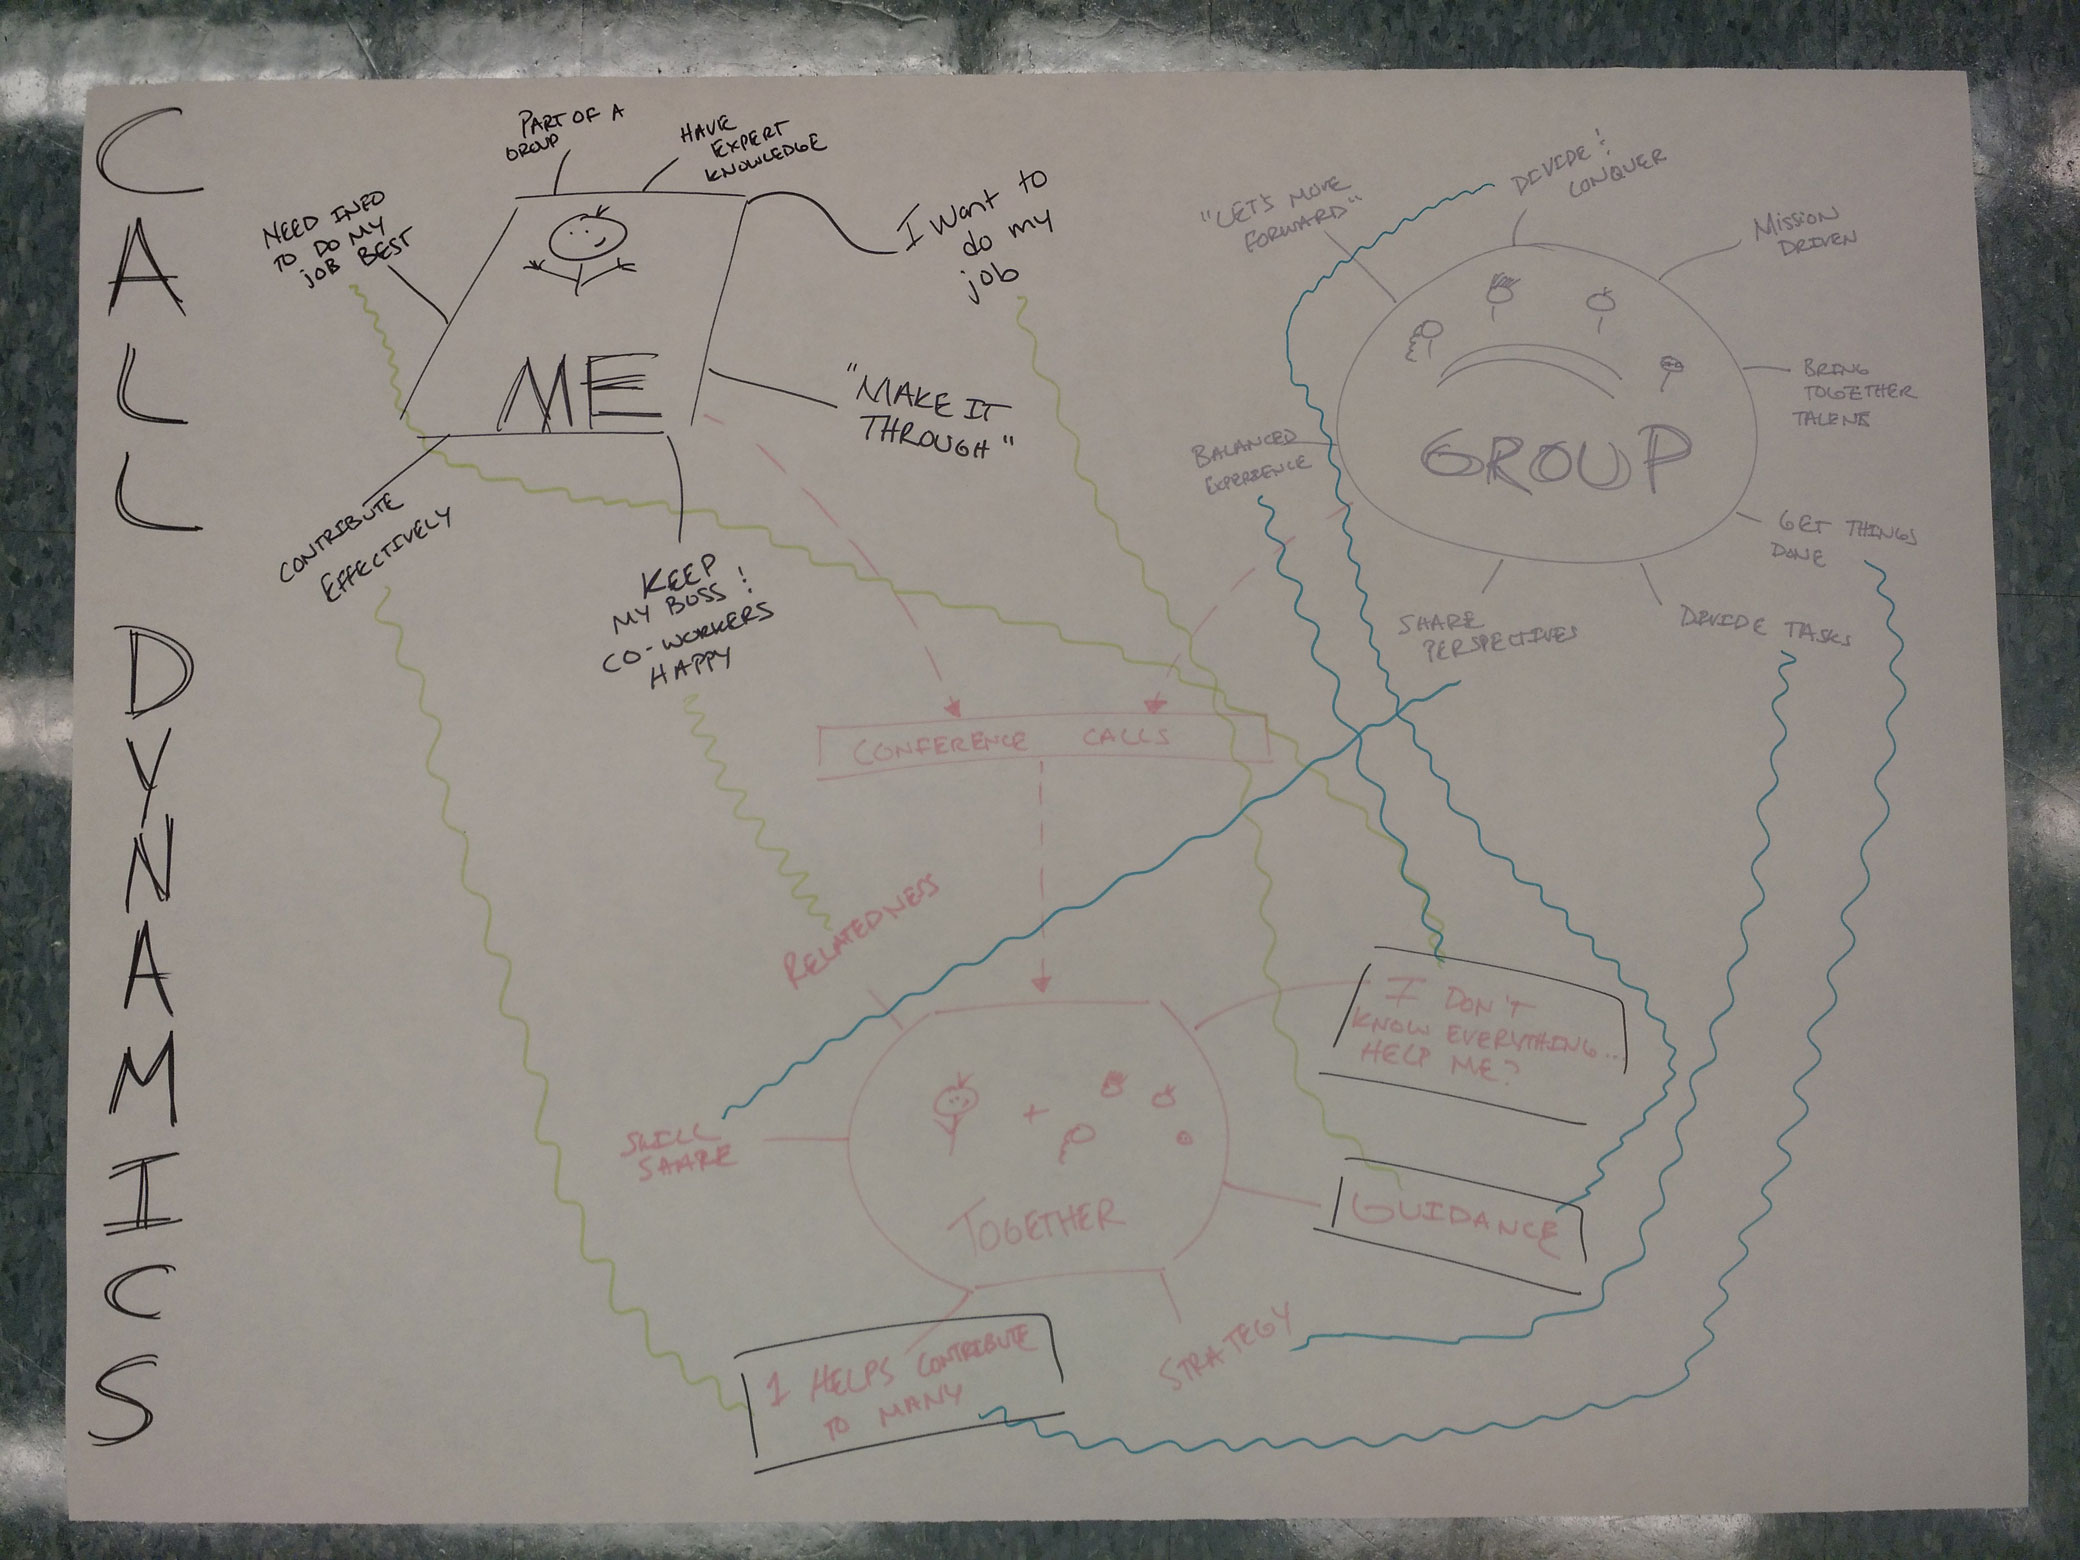 CALL DYNAMICS
PART OF A
GROUP
HAVE
EXPERT
KNOWLEDGE
NEED INFO
TO DO MY
JOB BEST
I Want to
do my
job
ME
"MAKE IT
THROUGH"
CONTRIBUTE
EFFECTIVELY
KEEP
MY BOSS !
CO-WORKERS
HAPPY
"LET'S MOVE
FORWARD"
DIVIDE !
CONQUER
MISSION
DRIVEN
BRING
TOGETHER
TALENT
GROUP
BALANCED
EXPERIENCE
GET THINGS
DONE
SHARE
PERSPECTIVES
DIVIDE TASKS
CONFERENCE CALLS
RELATEDNESS
I DON'T
KNOW EVERYTHING...
HELP ME?
SKILL
SHARE
+
TOGETHER
GUIDANCE
STRATEGY
1 HELPS CONTRIBUTE
TO MANY